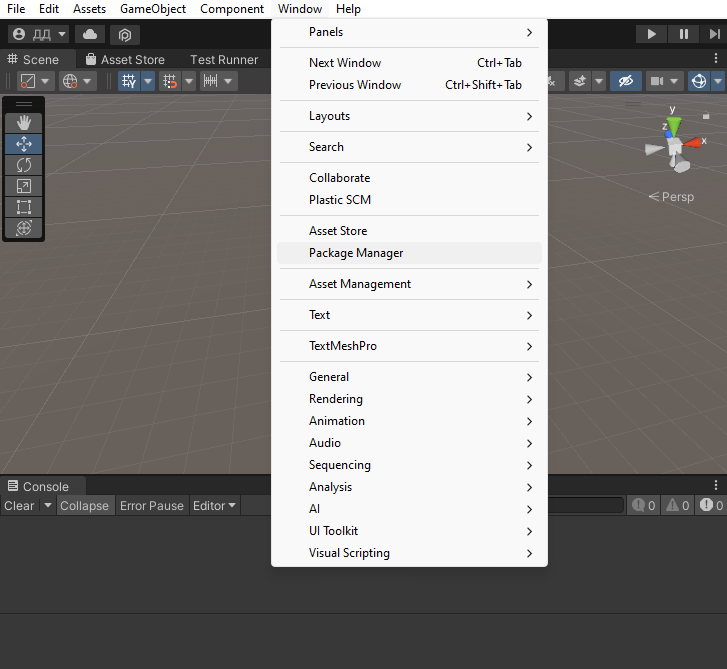 File Edit Assets GameObject Component Window Help
ДД
Scene Asset Store Test Runner
Y
Panels
Next Window Ctrl+Tab
Previous Window Ctrl+Shift+Tab
Layouts
Search
Collaborate
Plastic SCM
Asset Store
Package Manager
Asset Management
Text
TextMeshPro
General
Rendering
Animation
Audio
Sequencing
Analysis
AI
UI Toolkit
Visual Scripting
y
z
x
Persp
Console
Clear Collapse Error Pause Editor 0 0 0